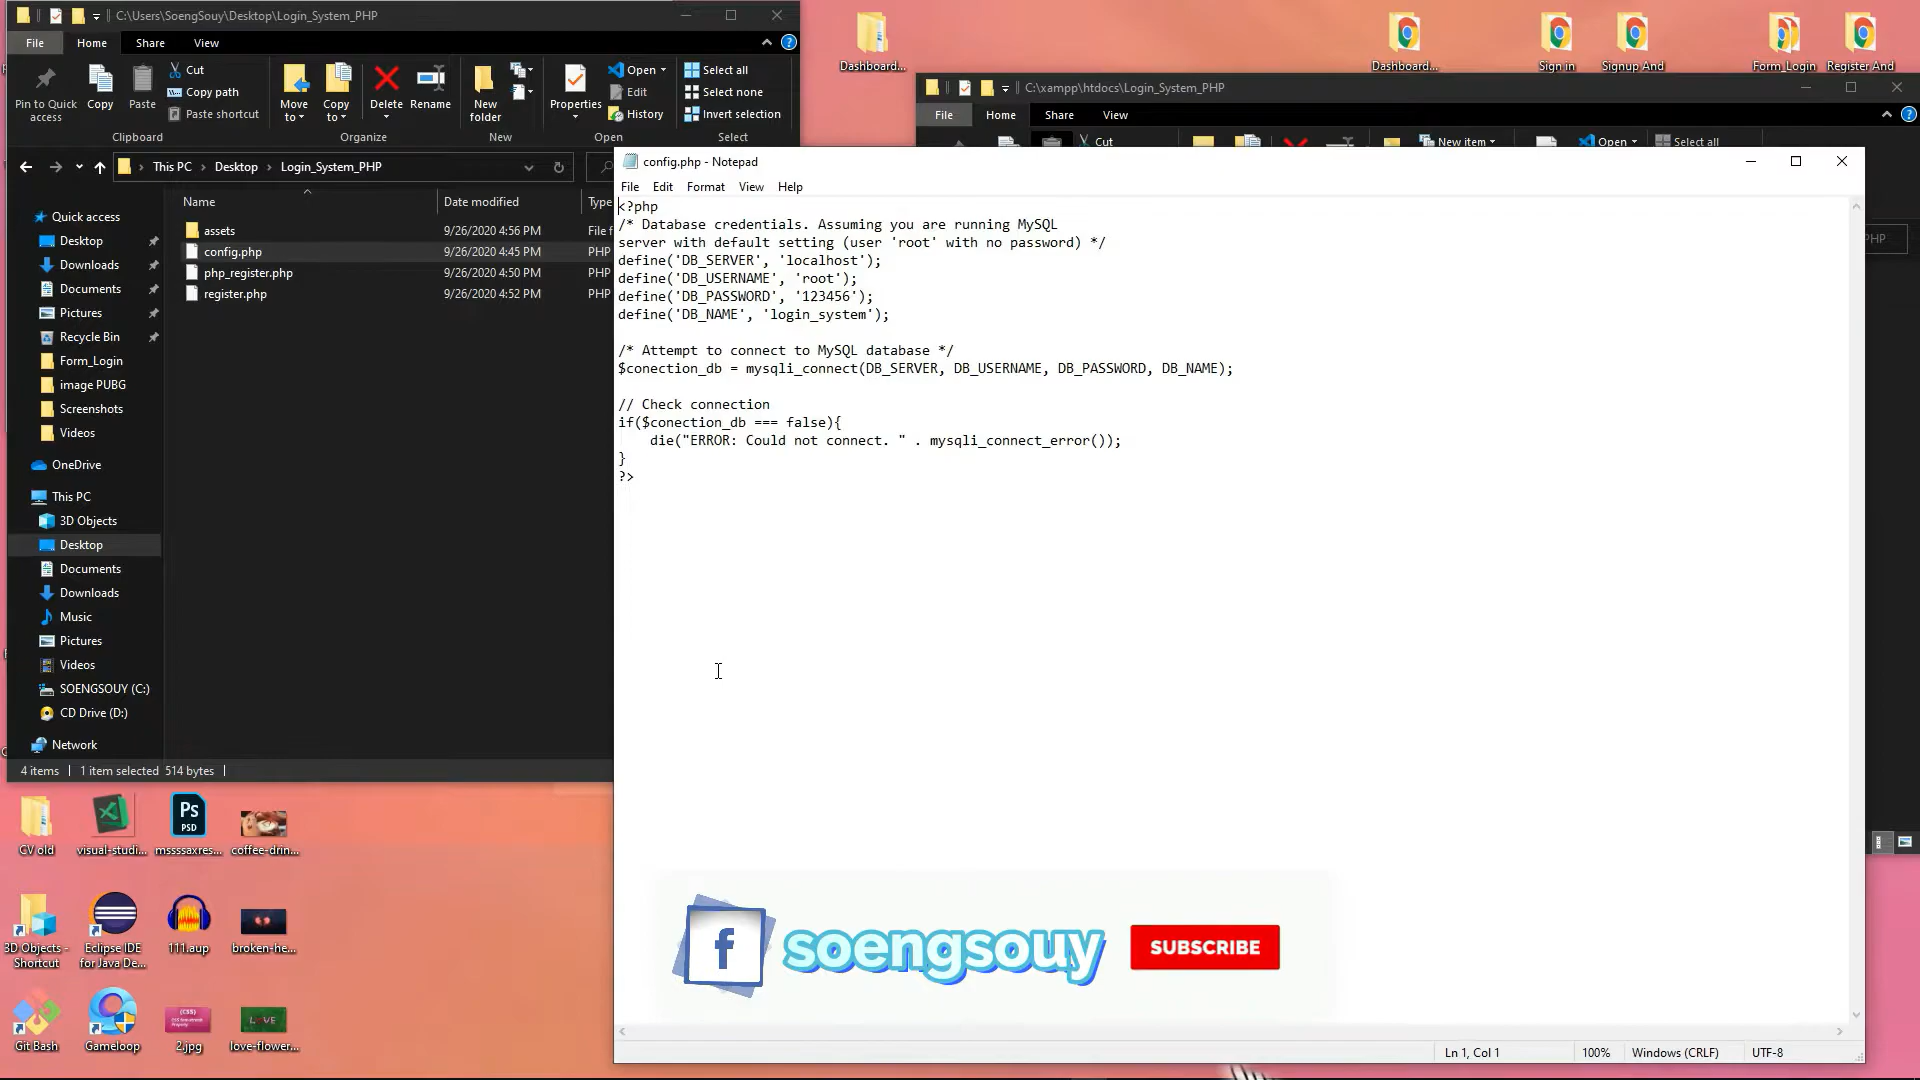 C:\Users\SoengSouy\Desktop\Login_System_PHP
File
Home
Share
View
Pin to Quick access
Copy
Paste
Cut
Copy path
Paste shortcut
Clipboard
Move to
Copy to
Delete
Rename
Organize
New folder
New
Properties
Open
Edit
History
Open
Select all
Select none
Invert selection
Select
This PC
Desktop
Login_System_PHP
Name
Date modified
Type
assets
9/26/2020 4:56 PM
File f
config.php
9/26/2020 4:45 PM
PHP
php_register.php
9/26/2020 4:50 PM
PHP
register.php
9/26/2020 4:52 PM
PHP
Quick access
Desktop
Downloads
Documents
Pictures
Recycle Bin
Form_Login
image PUBG
Screenshots
Videos
OneDrive
This PC
3D Objects
Desktop
Documents
Downloads
Music
Pictures
Videos
SOENGSOUY (C:)
CD Drive (D:)
Network
4 items
1 item selected
514 bytes
Dashboard...
Dashboard...
Sign in
Signup And
Form_Login
Register And
C:\xampp\htdocs\Login_System_PHP
File
Home
Share
View
Cut
New item
Open
Select all
PHP
config.php - Notepad
File
Edit
Format
View
Help
<?php
/* Database credentials. Assuming you are running MySQL
server with default setting (user 'root' with no password) */
define('DB_SERVER', 'localhost');
define('DB_USERNAME', 'root');
define('DB_PASSWORD', '123456');
define('DB_NAME', 'login_system');
/* Attempt to connect to MySQL database */
$conection_db = mysqli_connect(DB_SERVER, DB_USERNAME, DB_PASSWORD, DB_NAME);
// Check connection
if($conection_db === false){
die("ERROR: Could not connect. " . mysqli_connect_error());
}
?>
f
soengsouy
SUBSCRIBE
Ln 1, Col 1
100%
Windows (CRLF)
UTF-8
CV old
visual-studi...
Ps
PSD
mssssaxres...
coffee-drin...
3D Objects - Shortcut
Eclipse IDE for Java De...
111.aup
broken-he...
Git Bash
Gameloop
2.jpg
love-flower...